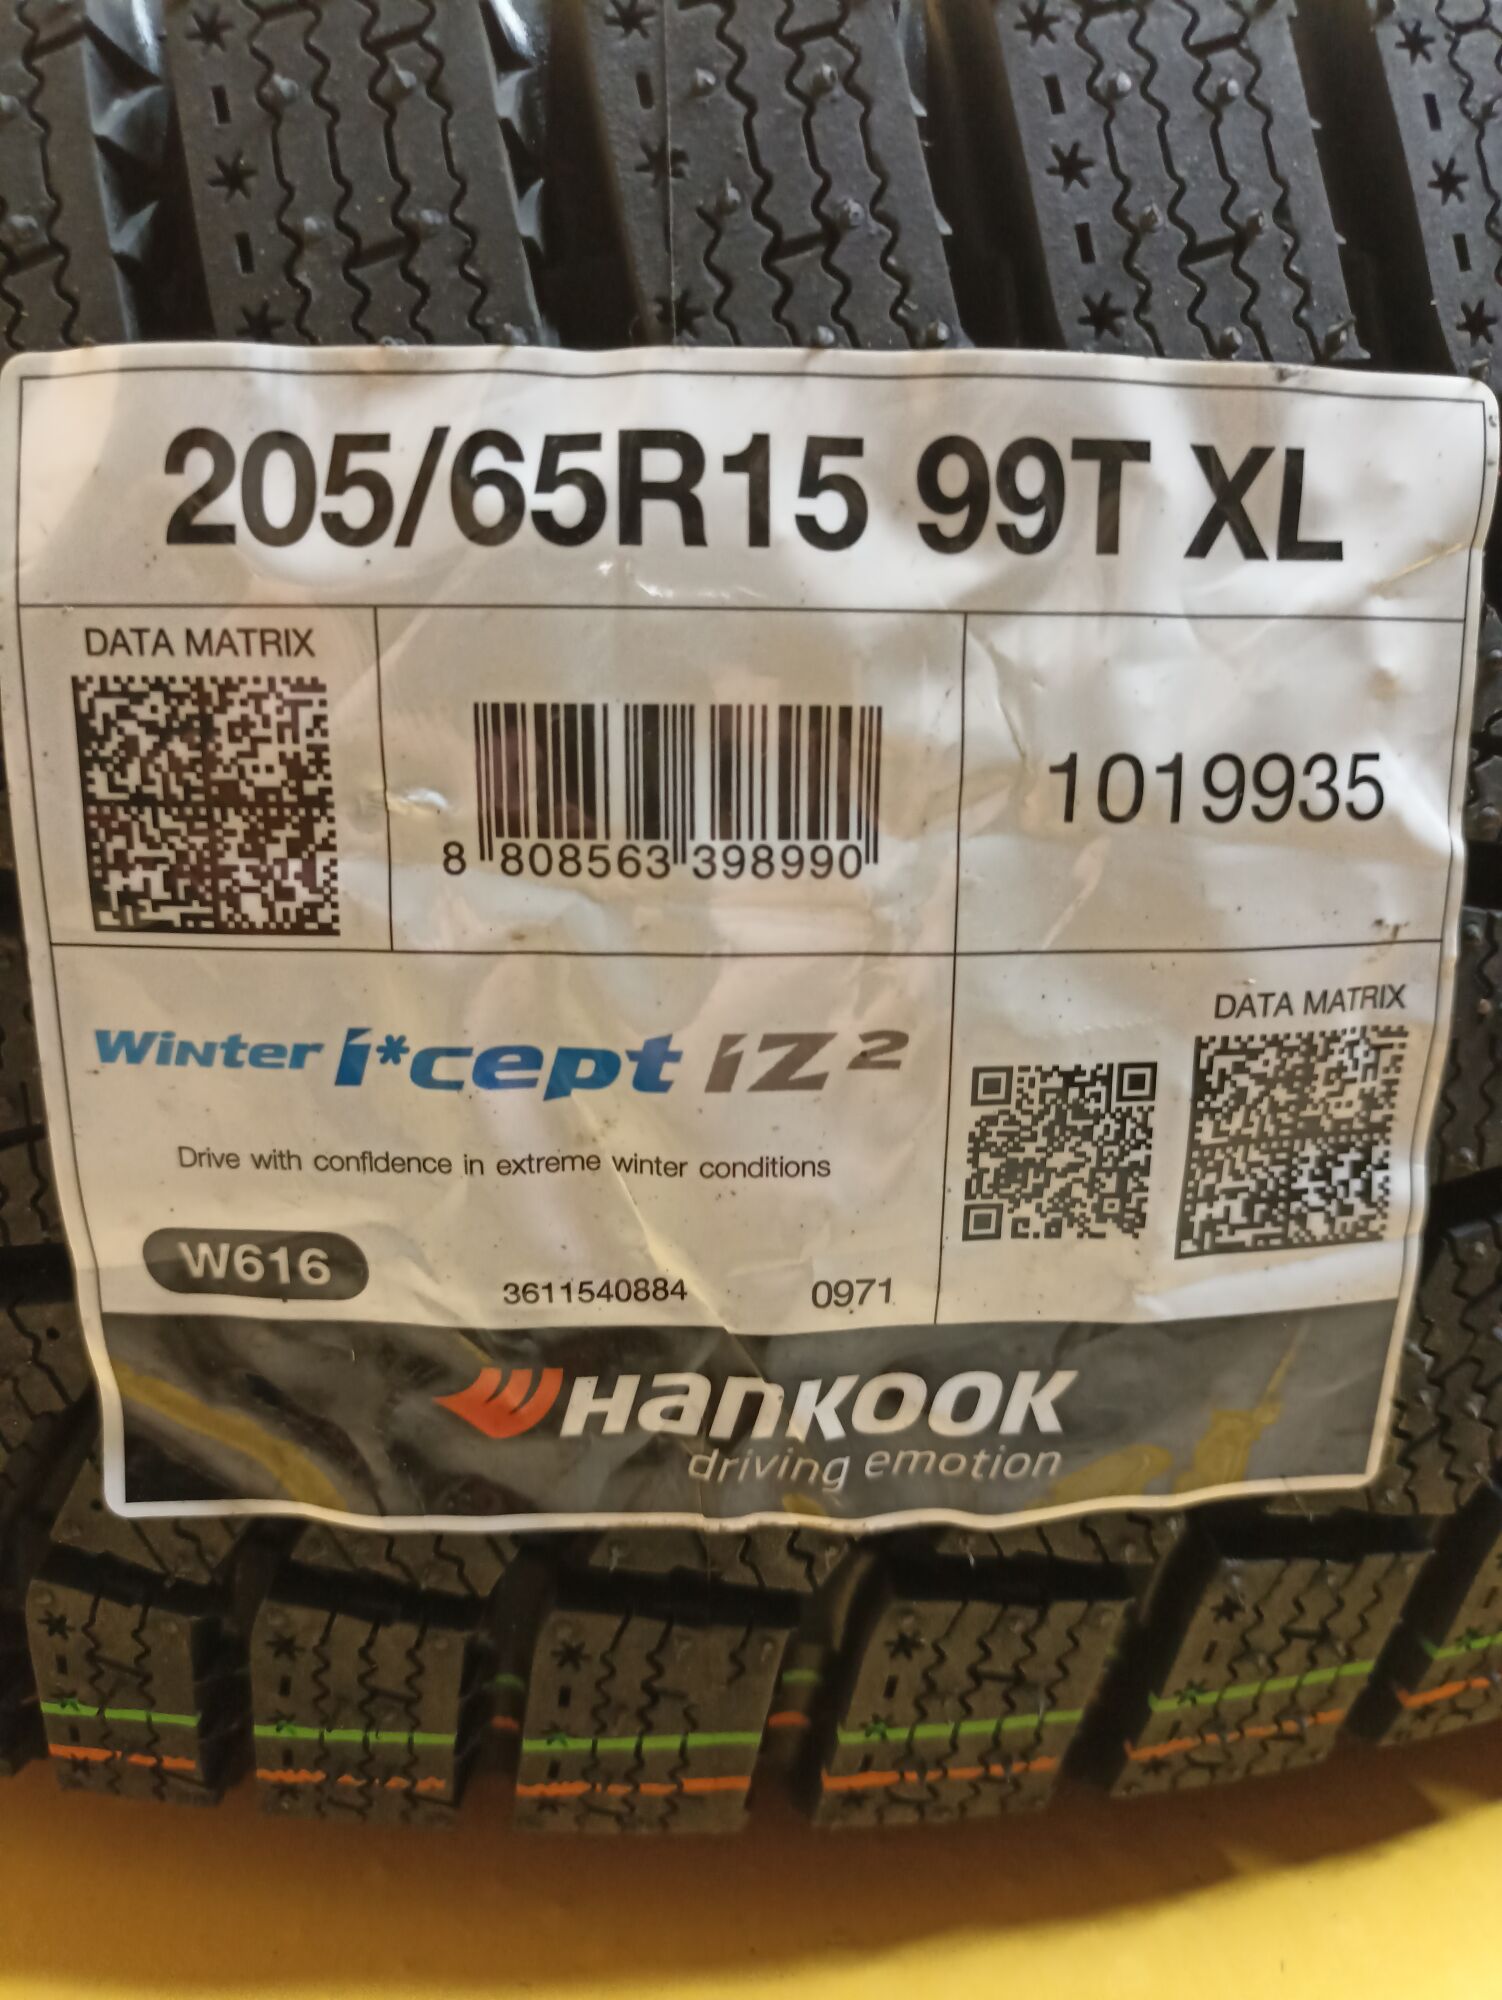 205/65R15 99T XL
DATA MATRIX
8 808563 398990
1019935
Winter i*cept iZ2
Drive with confidence in extreme winter conditions
W616
3611540884 0971
DATA MATRIX
Hankook
driving emotion